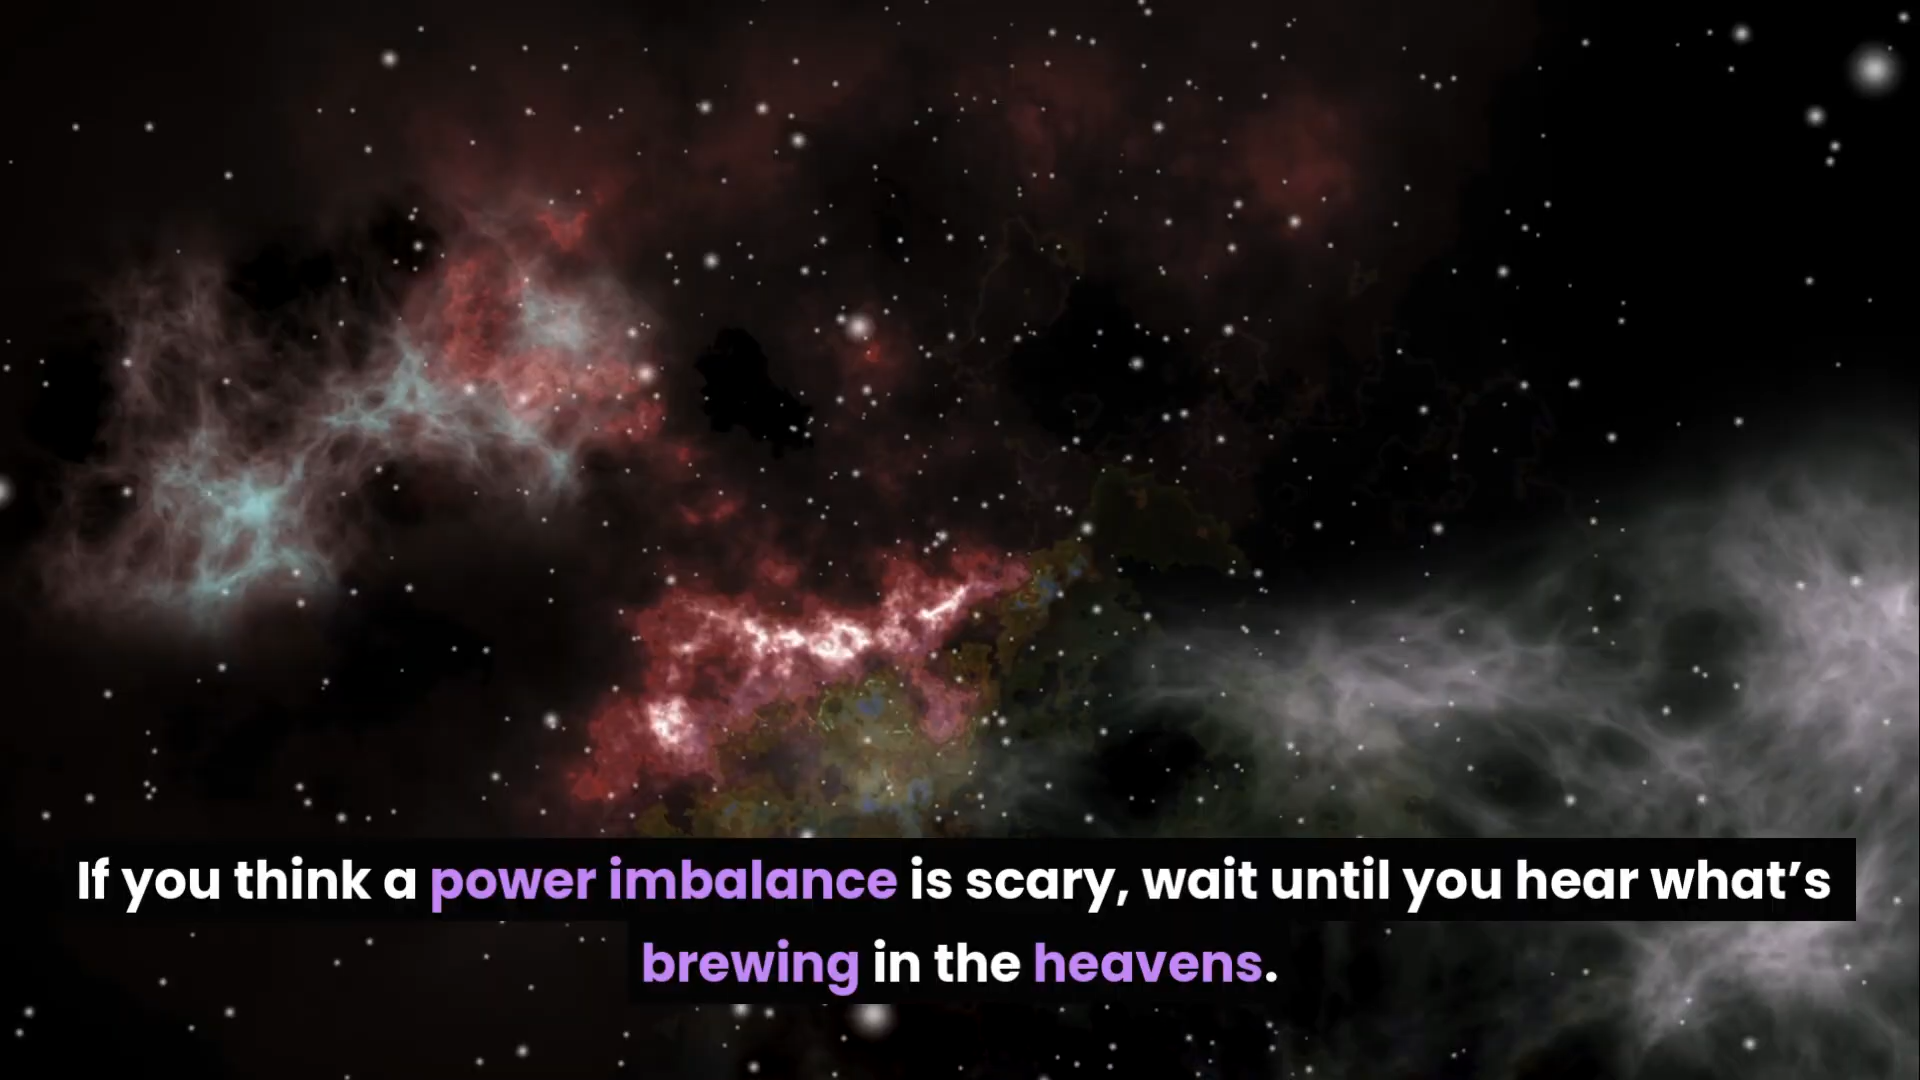 If you think a power imbalance is scary, wait until you hear what’s
brewing in the heavens.